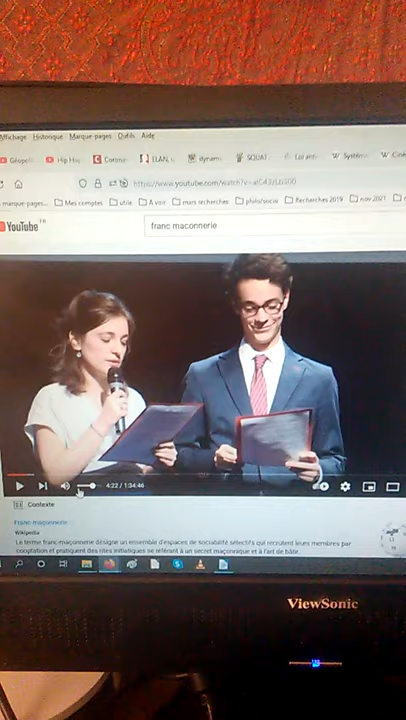 Affichage Historique Marque-pages Outils Aide
Géopol Hip Hop Corona LLAN, dynam SQUAT Loi anti W Système W Ciné
https://www.youtube.com/watch?v=
marque-pages... Mes comptes utile A voir mars recherches philo/socio Recherches 2019 nov 2021
YouTube FR franc maconnerie
4:22 / 1:34:46
Contexte
Franc-maçonnerie
Wikipedia
Le terme franc-maçonnerie désigne un ensemble d'espaces de sociabilité sélectifs qui recrutent leurs membres par
cooptation et pratiquent des rites initiatiques se référant à un secret maçonnique et à l'art de bâtir.
ViewSonic